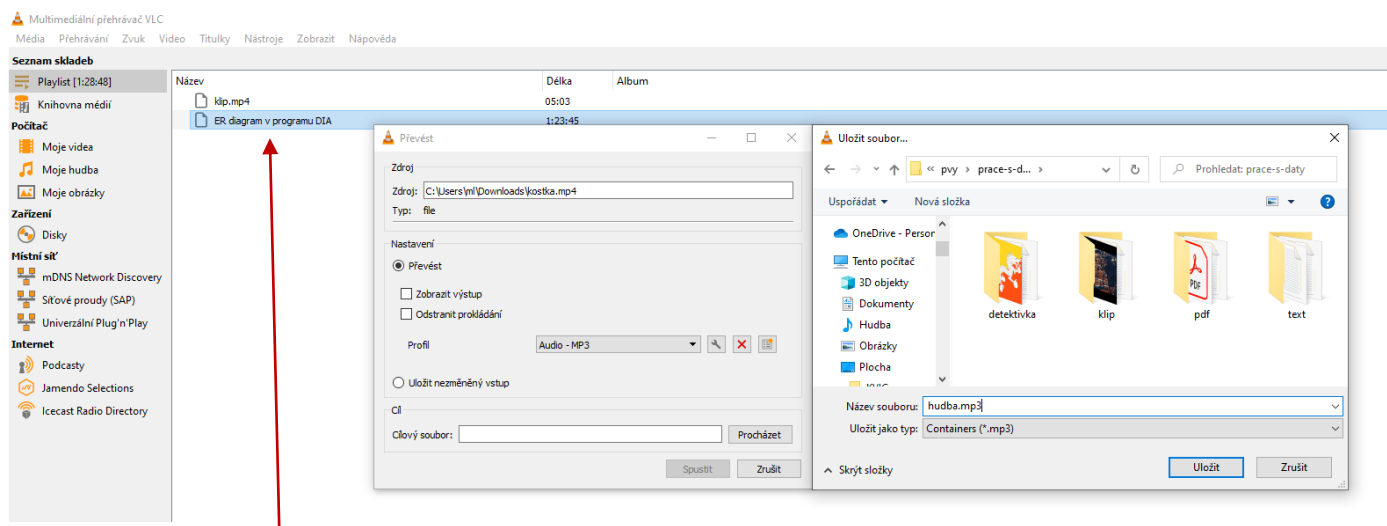 Multimediální přehrávač VLC
Média Přehrávání Zvuk Video Titulky Nástroje Zobrazit Nápověda
Seznam skladeb
Playlist [1:28:48]
Knihovna médií
Počítač
Moje videa
Moje hudba
Moje obrázky
Zařízení
Disky
Místní síť
mDNS Network Discovery
Síťové proudy (SAP)
Univerzální Plug'n'Play
Internet
Podcasty
Jamendo Selections
Icecast Radio Directory
Název Délka Album
klip.mp4 05:03
ER diagram v programu DIA 1:23:45
Převést
Zdroj
Zdroj: C:\Users\ml\Downloads\kostka.mp4
Typ: file
Nastavení
Převést
Zobrazit výstup
Odstranit prokládání
Profil Audio - MP3
Uložit nezměněný vstup
Cíl
Cílový soubor: Procházet
Spustit Zrušit
Uložit soubor...
« pvy › prace-s-d... › Prohledat: prace-s-daty
Uspořádat Nová složka
OneDrive - Person
Tento počítač
3D objekty
Dokumenty
Hudba
Obrázky
Plocha
detektivka klip pdf text
PDF
Název souboru: hudba.mp3
Uložit jako typ: Containers (*.mp3)
Skrýt složky Uložit Zrušit